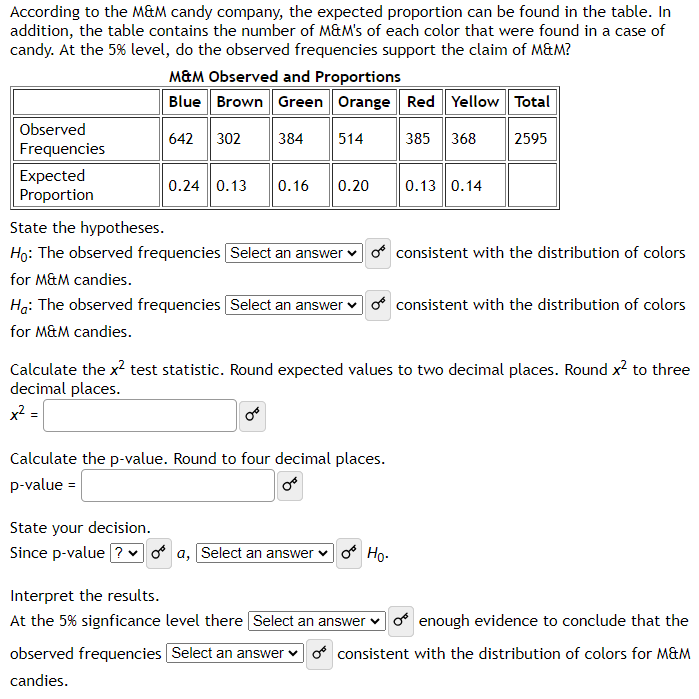 According to the M&M candy company, the expected proportion can be found in the table. In
addition, the table contains the number of M&M's of each color that were found in a case of
candy. At the 5% level, do the observed frequencies support the claim of M&M?
M&M Observed and Proportions
Blue Brown Green Orange Red Yellow Total
Observed
Frequencies 642 302 384 514 385 368 2595
Expected
Proportion 0.24 0.13 0.16 0.20 0.13 0.14
State the hypotheses.
H₀: The observed frequencies Select an answer consistent with the distribution of colors
for M&M candies.
Hₐ: The observed frequencies Select an answer consistent with the distribution of colors
for M&M candies.
Calculate the x² test statistic. Round expected values to two decimal places. Round x² to three
decimal places.
x² =
Calculate the p-value. Round to four decimal places.
p-value =
State your decision.
Since p-value ? a, Select an answer H₀.
Interpret the results.
At the 5% signficance level there Select an answer enough evidence to conclude that the
observed frequencies Select an answer consistent with the distribution of colors for M&M
candies.